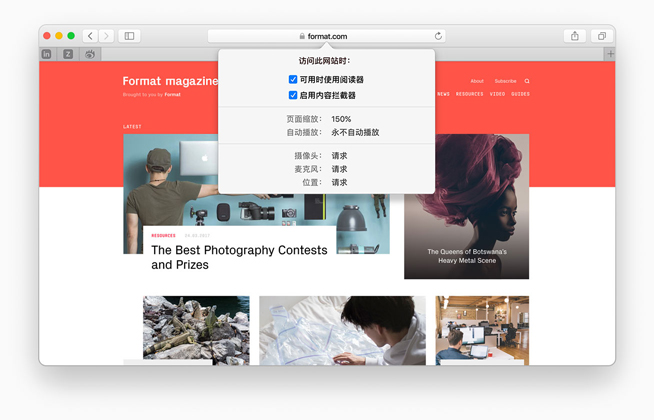 format.com
in
Z
访问此网站时：
可用时使用阅读器
启用内容拦截器
页面缩放： 150%
自动播放： 永不自动播放
摄像头： 请求
麦克风： 请求
位置： 请求
Format magazine
Brought to you by Format
About Subscribe
NEWS RESOURCES VIDEO GUIDES
LATEST
RESOURCES
The Best Photography Contests
and Prizes
The Queens of Botswana's
Heavy Metal Scene